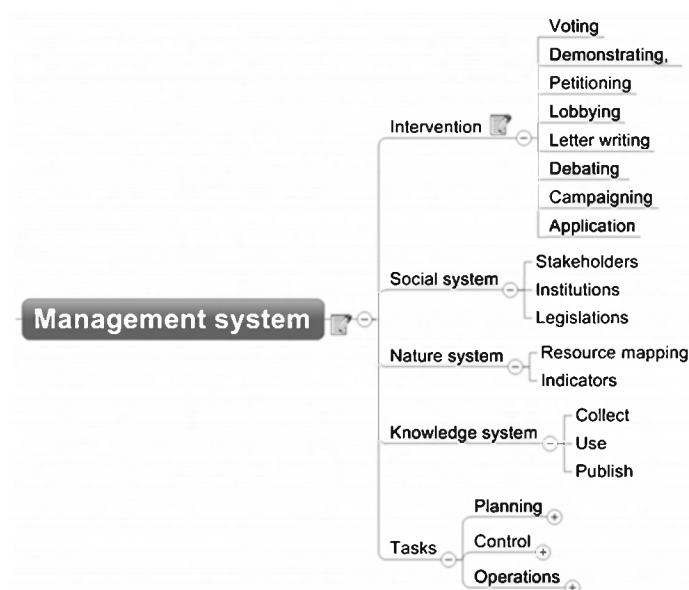 Voting
Demonstrating,
Petitioning
Lobbying
Intervention
Letter writing
Debating
Campaigning
Application
Stakeholders
Social system
Institutions
Legislations
Management system
Resource mapping
Nature system
Indicators
Collect
Knowledge system
Use
Publish
Planning
Control
Tasks
Operations